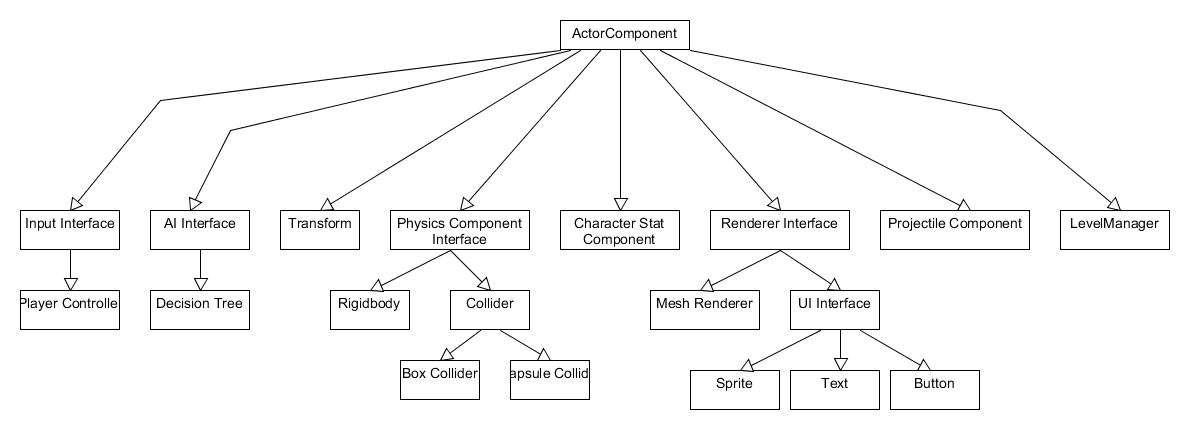 ActorComponent
Input Interface
AI Interface
Transform
Physics Component
Interface
Character Stat
Component
Renderer Interface
Projectile Component
LevelManager
Player Controlle
Decision Tree
Rigidbody
Collider
Mesh Renderer
UI Interface
Box Collider
apsule Collid
Sprite
Text
Button